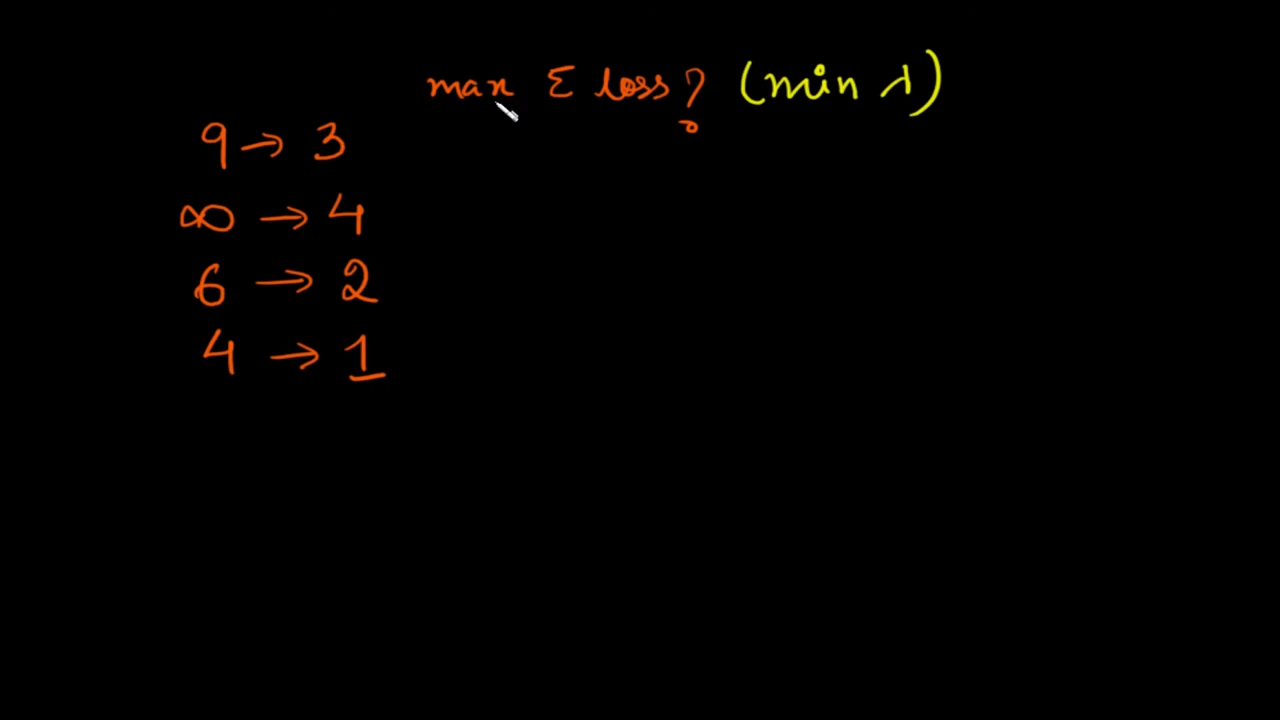 max Σ loss? (min λ)
9 → 3
∞ → 4
6 → 2
4 → 1